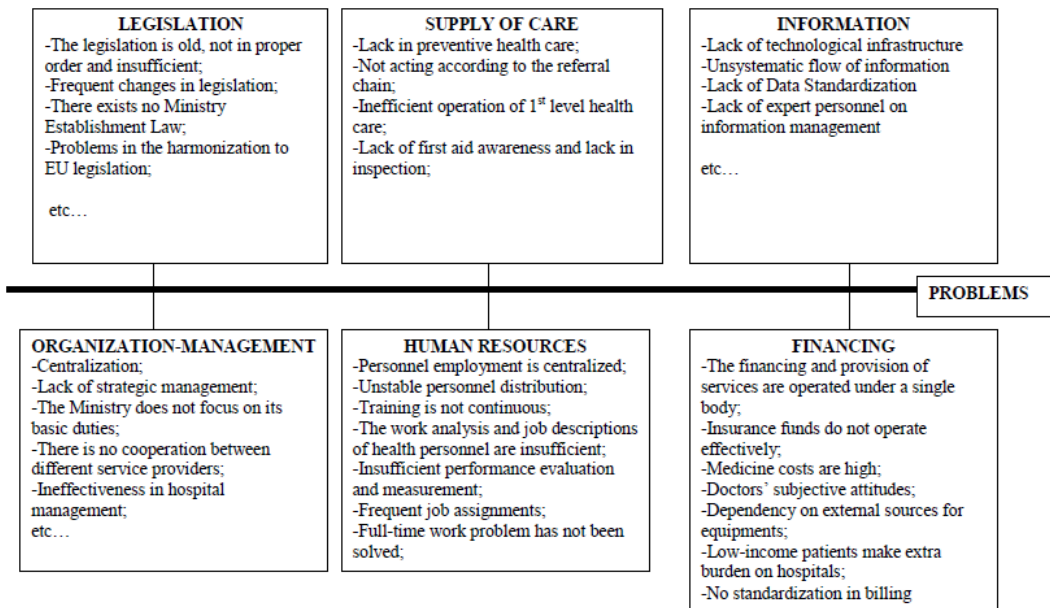 LEGISLATION
-The legislation is old, not in proper
order and insufficient;
-Frequent changes in legislation;
-There exists no Ministry
Establishment Law;
-Problems in the harmonization to
EU legislation;
etc…
SUPPLY OF CARE
-Lack in preventive health care;
-Not acting according to the referral
chain;
-Inefficient operation of 1st level health
care;
-Lack of first aid awareness and lack in
inspection;
INFORMATION
-Lack of technological infrastructure
-Unsystematic flow of information
-Lack of Data Standardization
-Lack of expert personnel on
information management
etc…
PROBLEMS
ORGANIZATION-MANAGEMENT
-Centralization;
-Lack of strategic management;
-The Ministry does not focus on its
basic duties;
-There is no cooperation between
different service providers;
-Ineffectiveness in hospital
management;
etc…
HUMAN RESOURCES
-Personnel employment is centralized;
-Unstable personnel distribution;
-Training is not continuous;
-The work analysis and job descriptions
of health personnel are insufficient;
-Insufficient performance evaluation
and measurement;
-Frequent job assignments;
-Full-time work problem has not been
solved;
FINANCING
-The financing and provision of
services are operated under a single
body;
-Insurance funds do not operate
effectively;
-Medicine costs are high;
-Doctors’ subjective attitudes;
-Dependency on external sources for
equipments;
-Low-income patients make extra
burden on hospitals;
-No standardization in billing